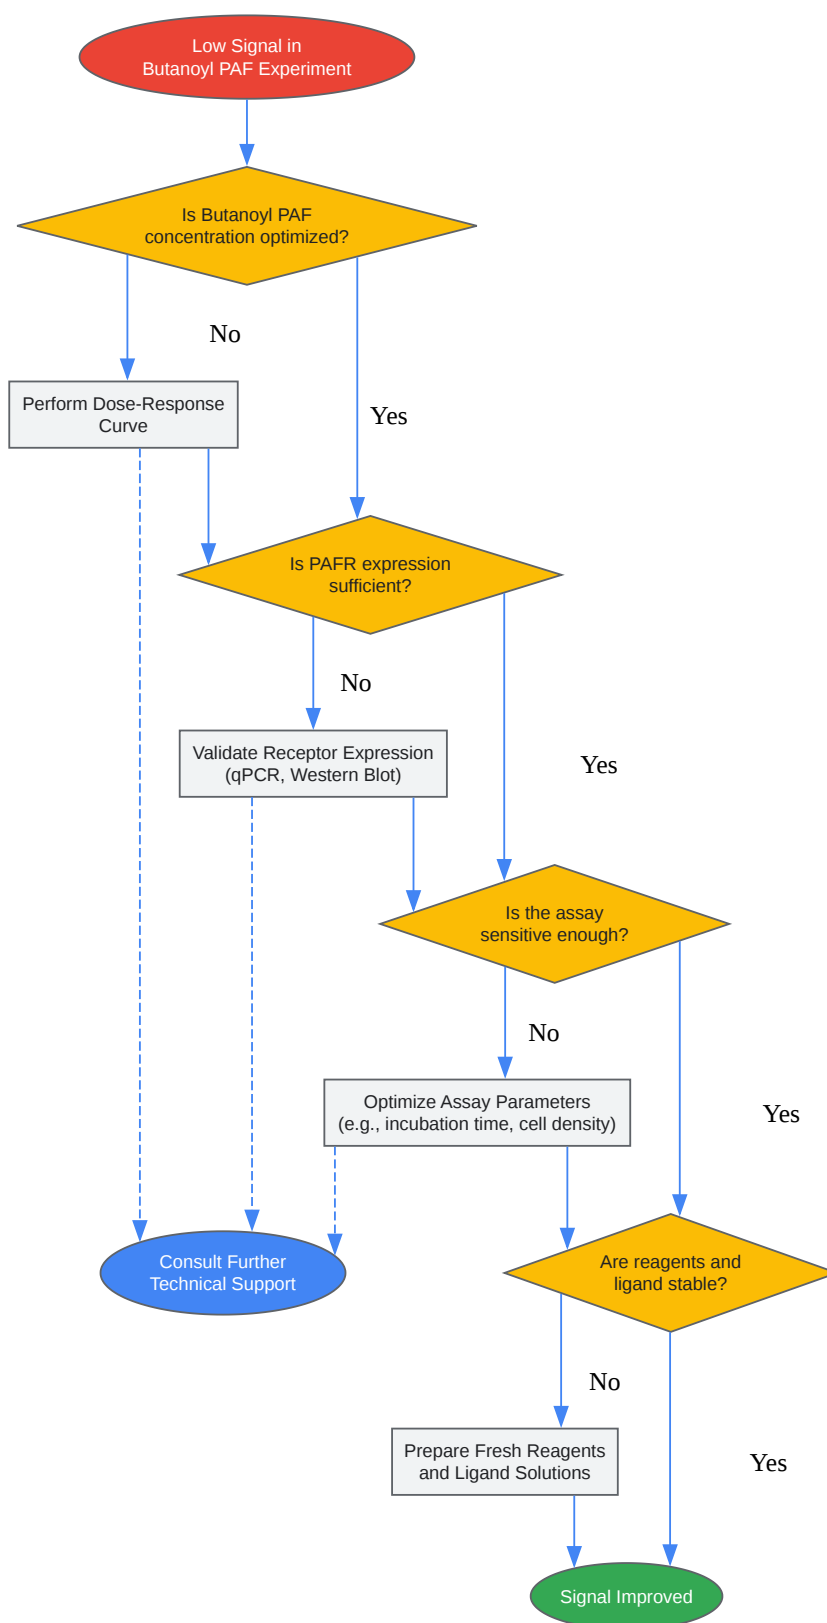 Low Signal in
Butanoyl PAF Experiment
Is Butanoyl PAF
concentration optimized?
No
Perform Dose-Response
Curve
Yes
Is PAFR expression
sufficient?
No
Validate Receptor Expression
(qPCR, Western Blot)
Yes
Is the assay
sensitive enough?
No
Optimize Assay Parameters
(e.g., incubation time, cell density)
Yes
Consult Further
Technical Support
Are reagents and
ligand stable?
No
Prepare Fresh Reagents
and Ligand Solutions
Yes
Signal Improved